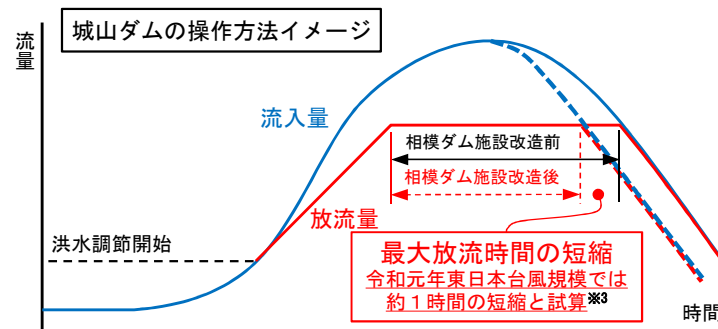 城山ダムの操作方法イメージ
流量
流入量
相模ダム施設改造前
相模ダム施設改造後
放流量
洪水調節開始
最大放流時間の短縮
令和元年東日本台風規模では
約1時間の短縮と試算※3
時間